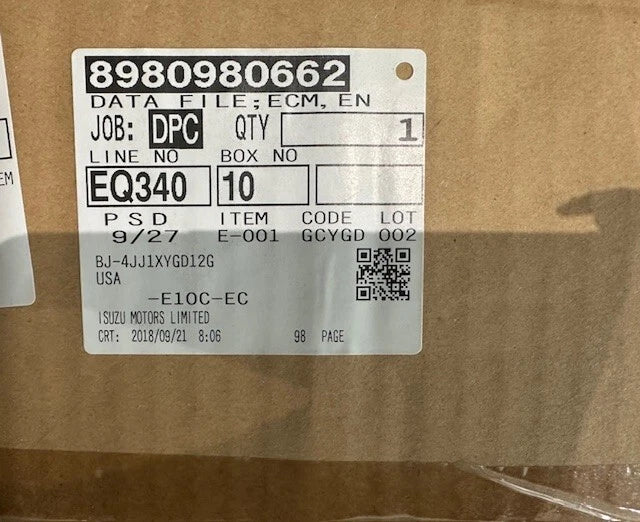 8980980662
DATA FILE;ECM, EN
JOB: DPC QTY 1
LINE NO BOX NO
EQ340 10
PSD ITEM CODE LOT
9/27 E-001 GCYGD 002
BJ-4JJ1XYGD12G
USA
-E10C-EC
ISUZU MOTORS LIMITED
CRT: 2018/09/21 8:06 98 PAGE
EM